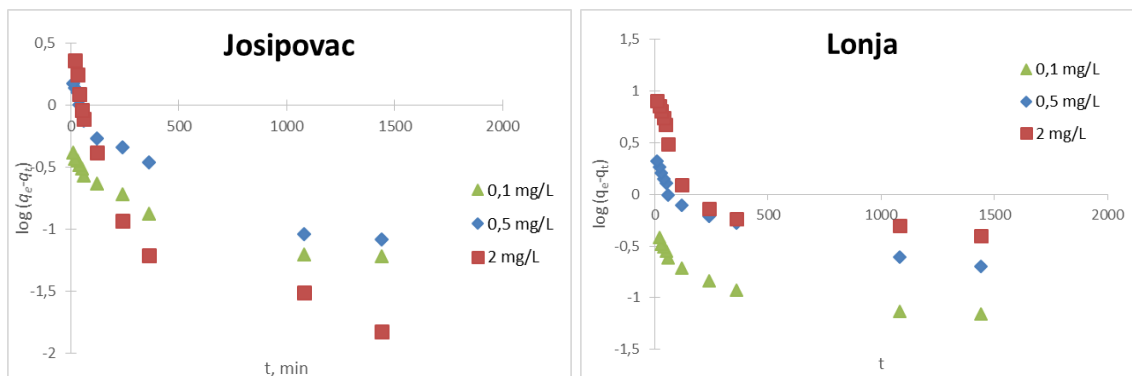 Josipovac
0,5
0
-0,5
-1
-1,5
-2
0
500
1000
1500
2000
log (qe-qt)
t, min
0,1 mg/L
0,5 mg/L
2 mg/L
Lonja
1,5
1
0,5
0
-0,5
-1
-1,5
0
500
1000
1500
2000
log (qe-qt)
t
0,1 mg/L
0,5 mg/L
2 mg/L